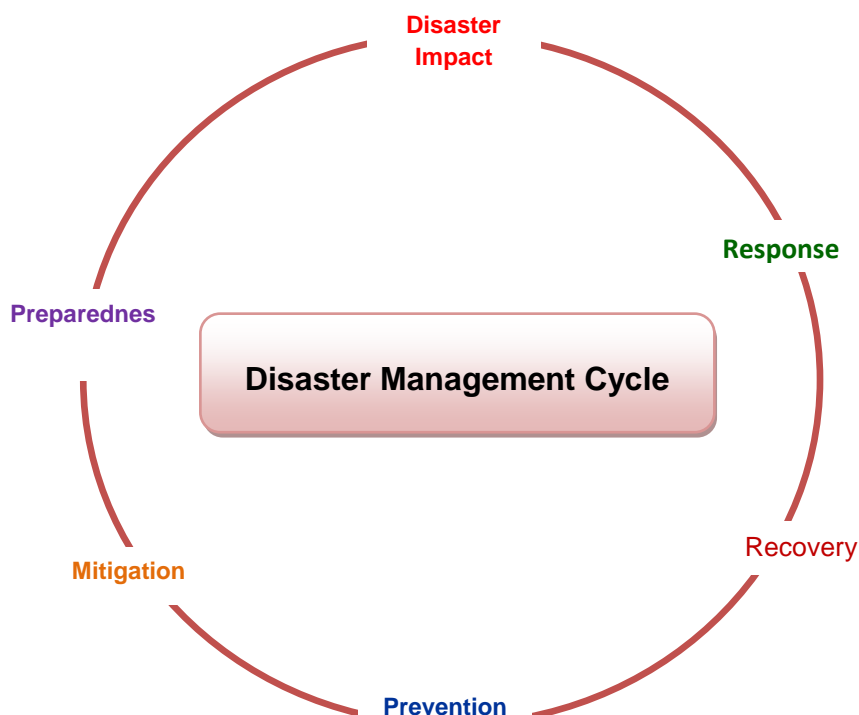 Disaster
Impact
Response
Preparednes
Disaster Management Cycle
Recovery
Mitigation
Prevention